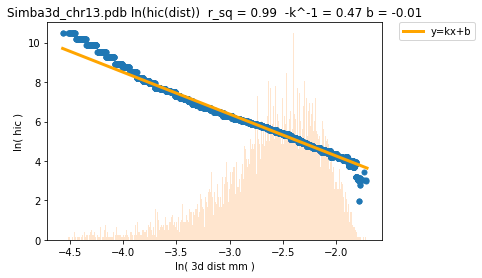 Simba3d_chr13.pdb ln(hic(dist))  r_sq = 0.99  -k^-1 = 0.47 b = -0.01
y=kx+b
10
8
6
4
2
0
ln( hic )
−4.5 −4.0 −3.5 −3.0 −2.5 −2.0
ln( 3d dist mm )